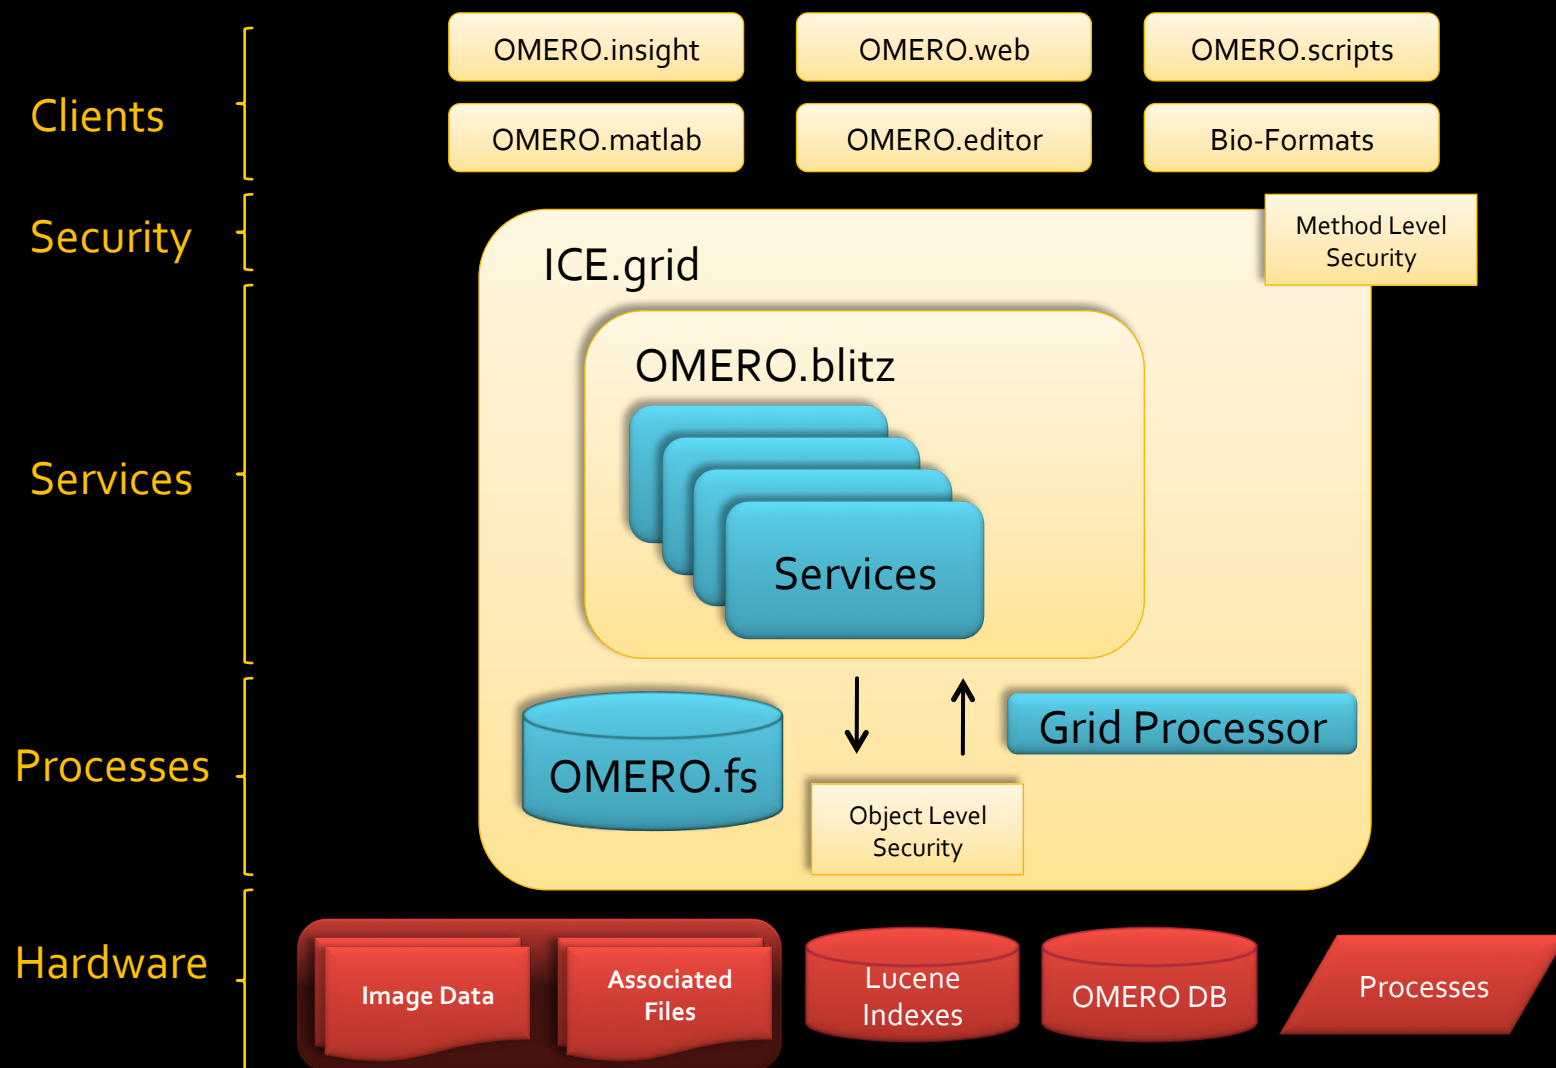 Clients
OMERO.insight
OMERO.web
OMERO.scripts
OMERO.matlab
OMERO.editor
Bio-Formats
Security
Method Level
Security
ICE.grid
OMERO.blitz
Services
Services
Processes
OMERO.fs
Grid Processor
Object Level
Security
Hardware
Image Data
Associated
Files
Lucene
Indexes
OMERO DB
Processes